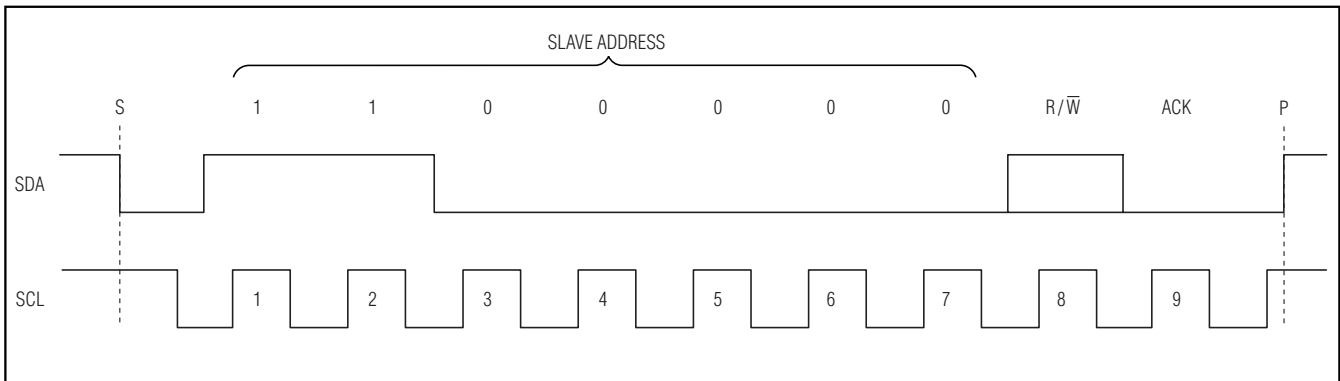 SLAVE ADDRESS
S 1 1 0 0 0 0 0 R/W̅ ACK P
SDA
SCL 1 2 3 4 5 6 7 8 9